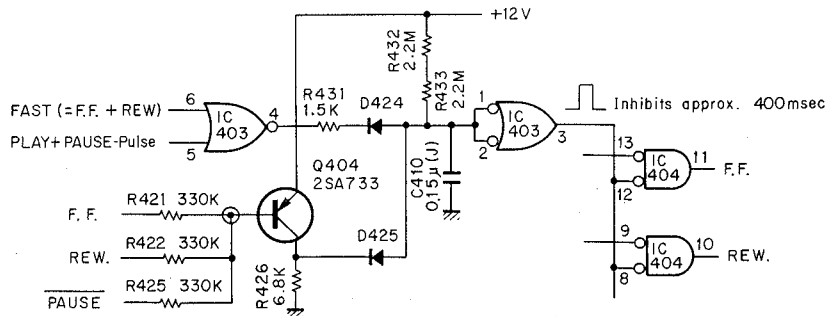 +12V
R432
2.2M
R433
2.2M
FAST (=F.F. + REW)
6
PLAY+PAUSE-Pulse
5
IC
403
4
R431
1.5K
D424
1
2
IC
403
3
Inhibits approx. 400msec
C410
0.15μ(J)
Q404
2SA733
F.F.
R421 330K
REW.
R422 330K
PAUSE
R425 330K
R426
6.8K
D425
13
12
IC
404
11
F.F.
9
8
IC
404
10
REW.